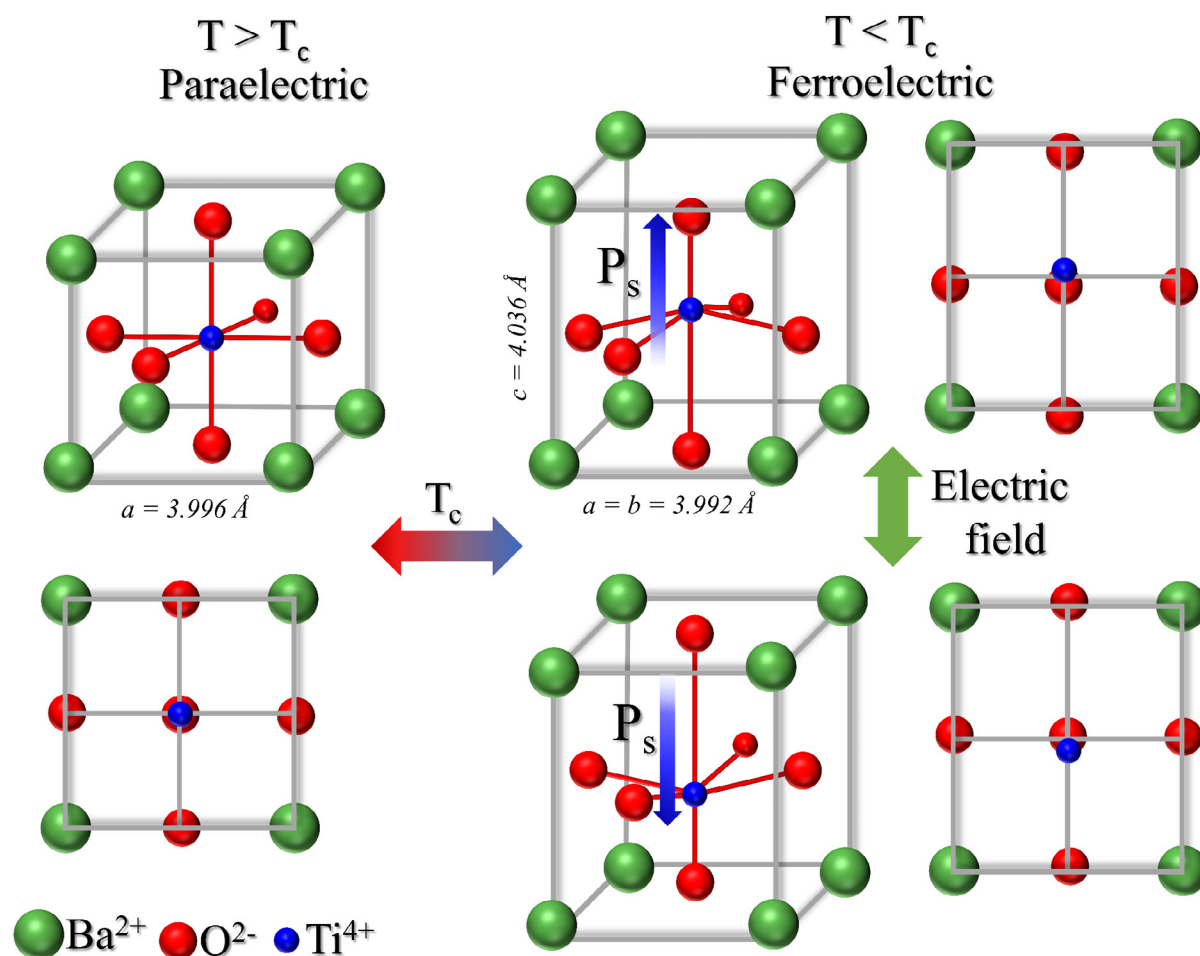 T > Tc
Paraelectric
T < Tc
Ferroelectric
Ps
c = 4.036 Å
a = 3.996 Å
a = b = 3.992 Å
Tc
Electric
field
Ps
Ba²⁺ O²⁻ Ti⁴⁺